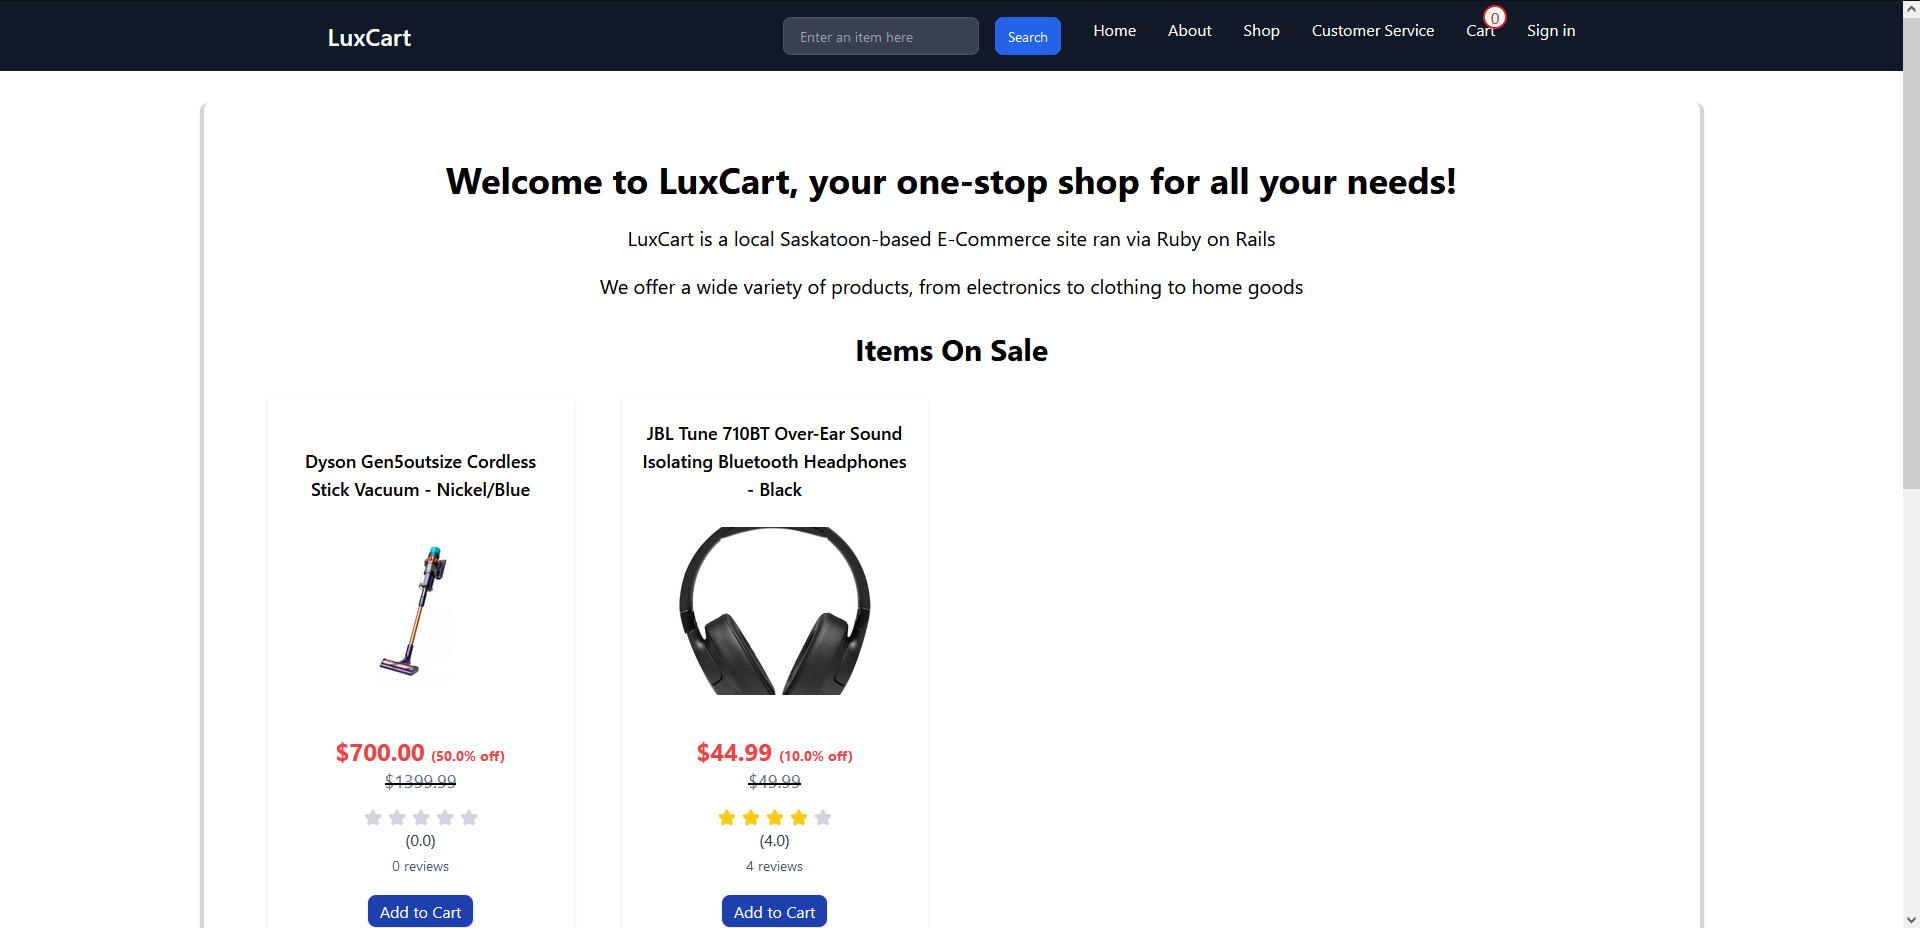 LuxCart
Enter an item here
Search
Home
About
Shop
Customer Service
Cart
0
Sign in
Welcome to LuxCart, your one-stop shop for all your needs!
LuxCart is a local Saskatoon-based E-Commerce site ran via Ruby on Rails
We offer a wide variety of products, from electronics to clothing to home goods
Items On Sale
Dyson Gen5outsize Cordless
Stick Vacuum - Nickel/Blue
$700.00 (50.0% off)
$1399.99
(0.0)
0 reviews
Add to Cart
JBL Tune 710BT Over-Ear Sound
Isolating Bluetooth Headphones
- Black
$44.99 (10.0% off)
$49.99
(4.0)
4 reviews
Add to Cart